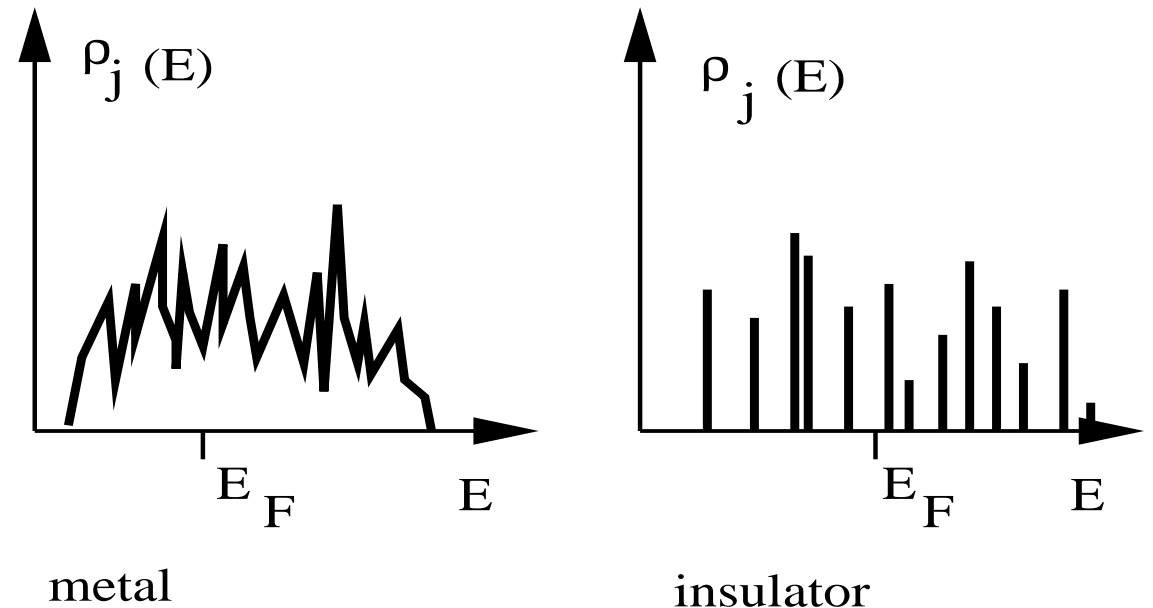 ρj (E)
EF
E
metal
ρj (E)
EF
E
insulator